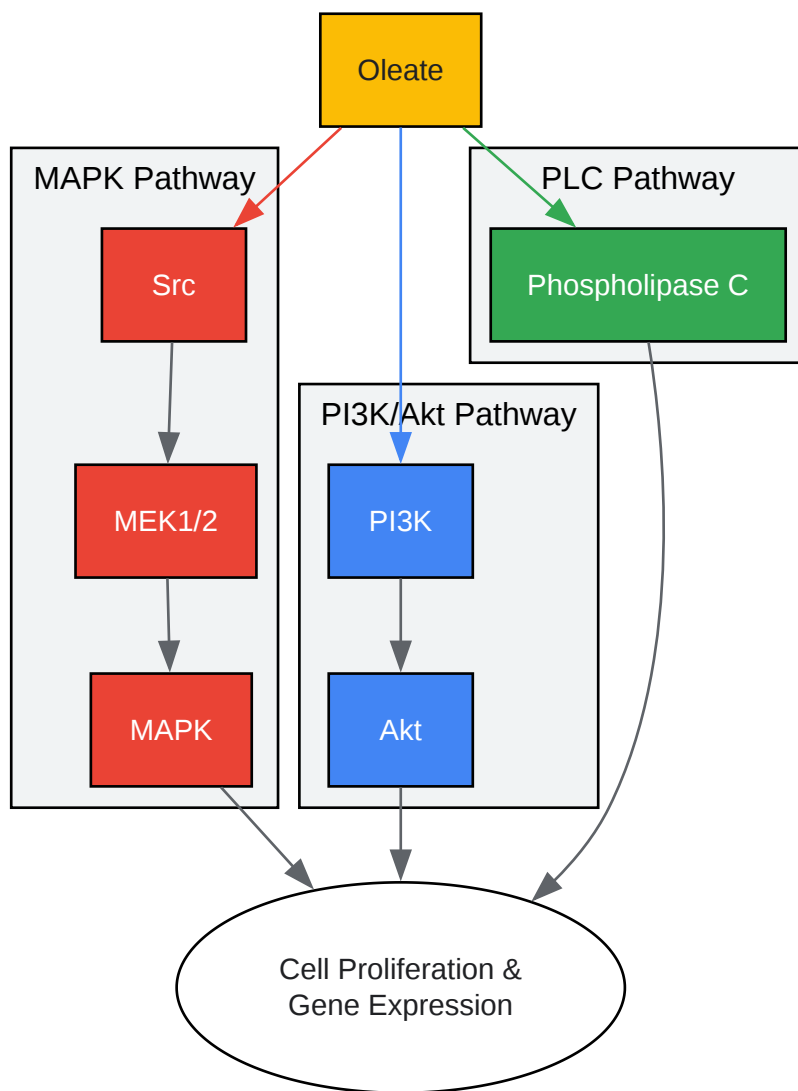 Oleate
MAPK Pathway
PLC Pathway
Src
Phospholipase C
PI3K/Akt Pathway
MEK1/2
PI3K
MAPK
Akt
Cell Proliferation &
Gene Expression